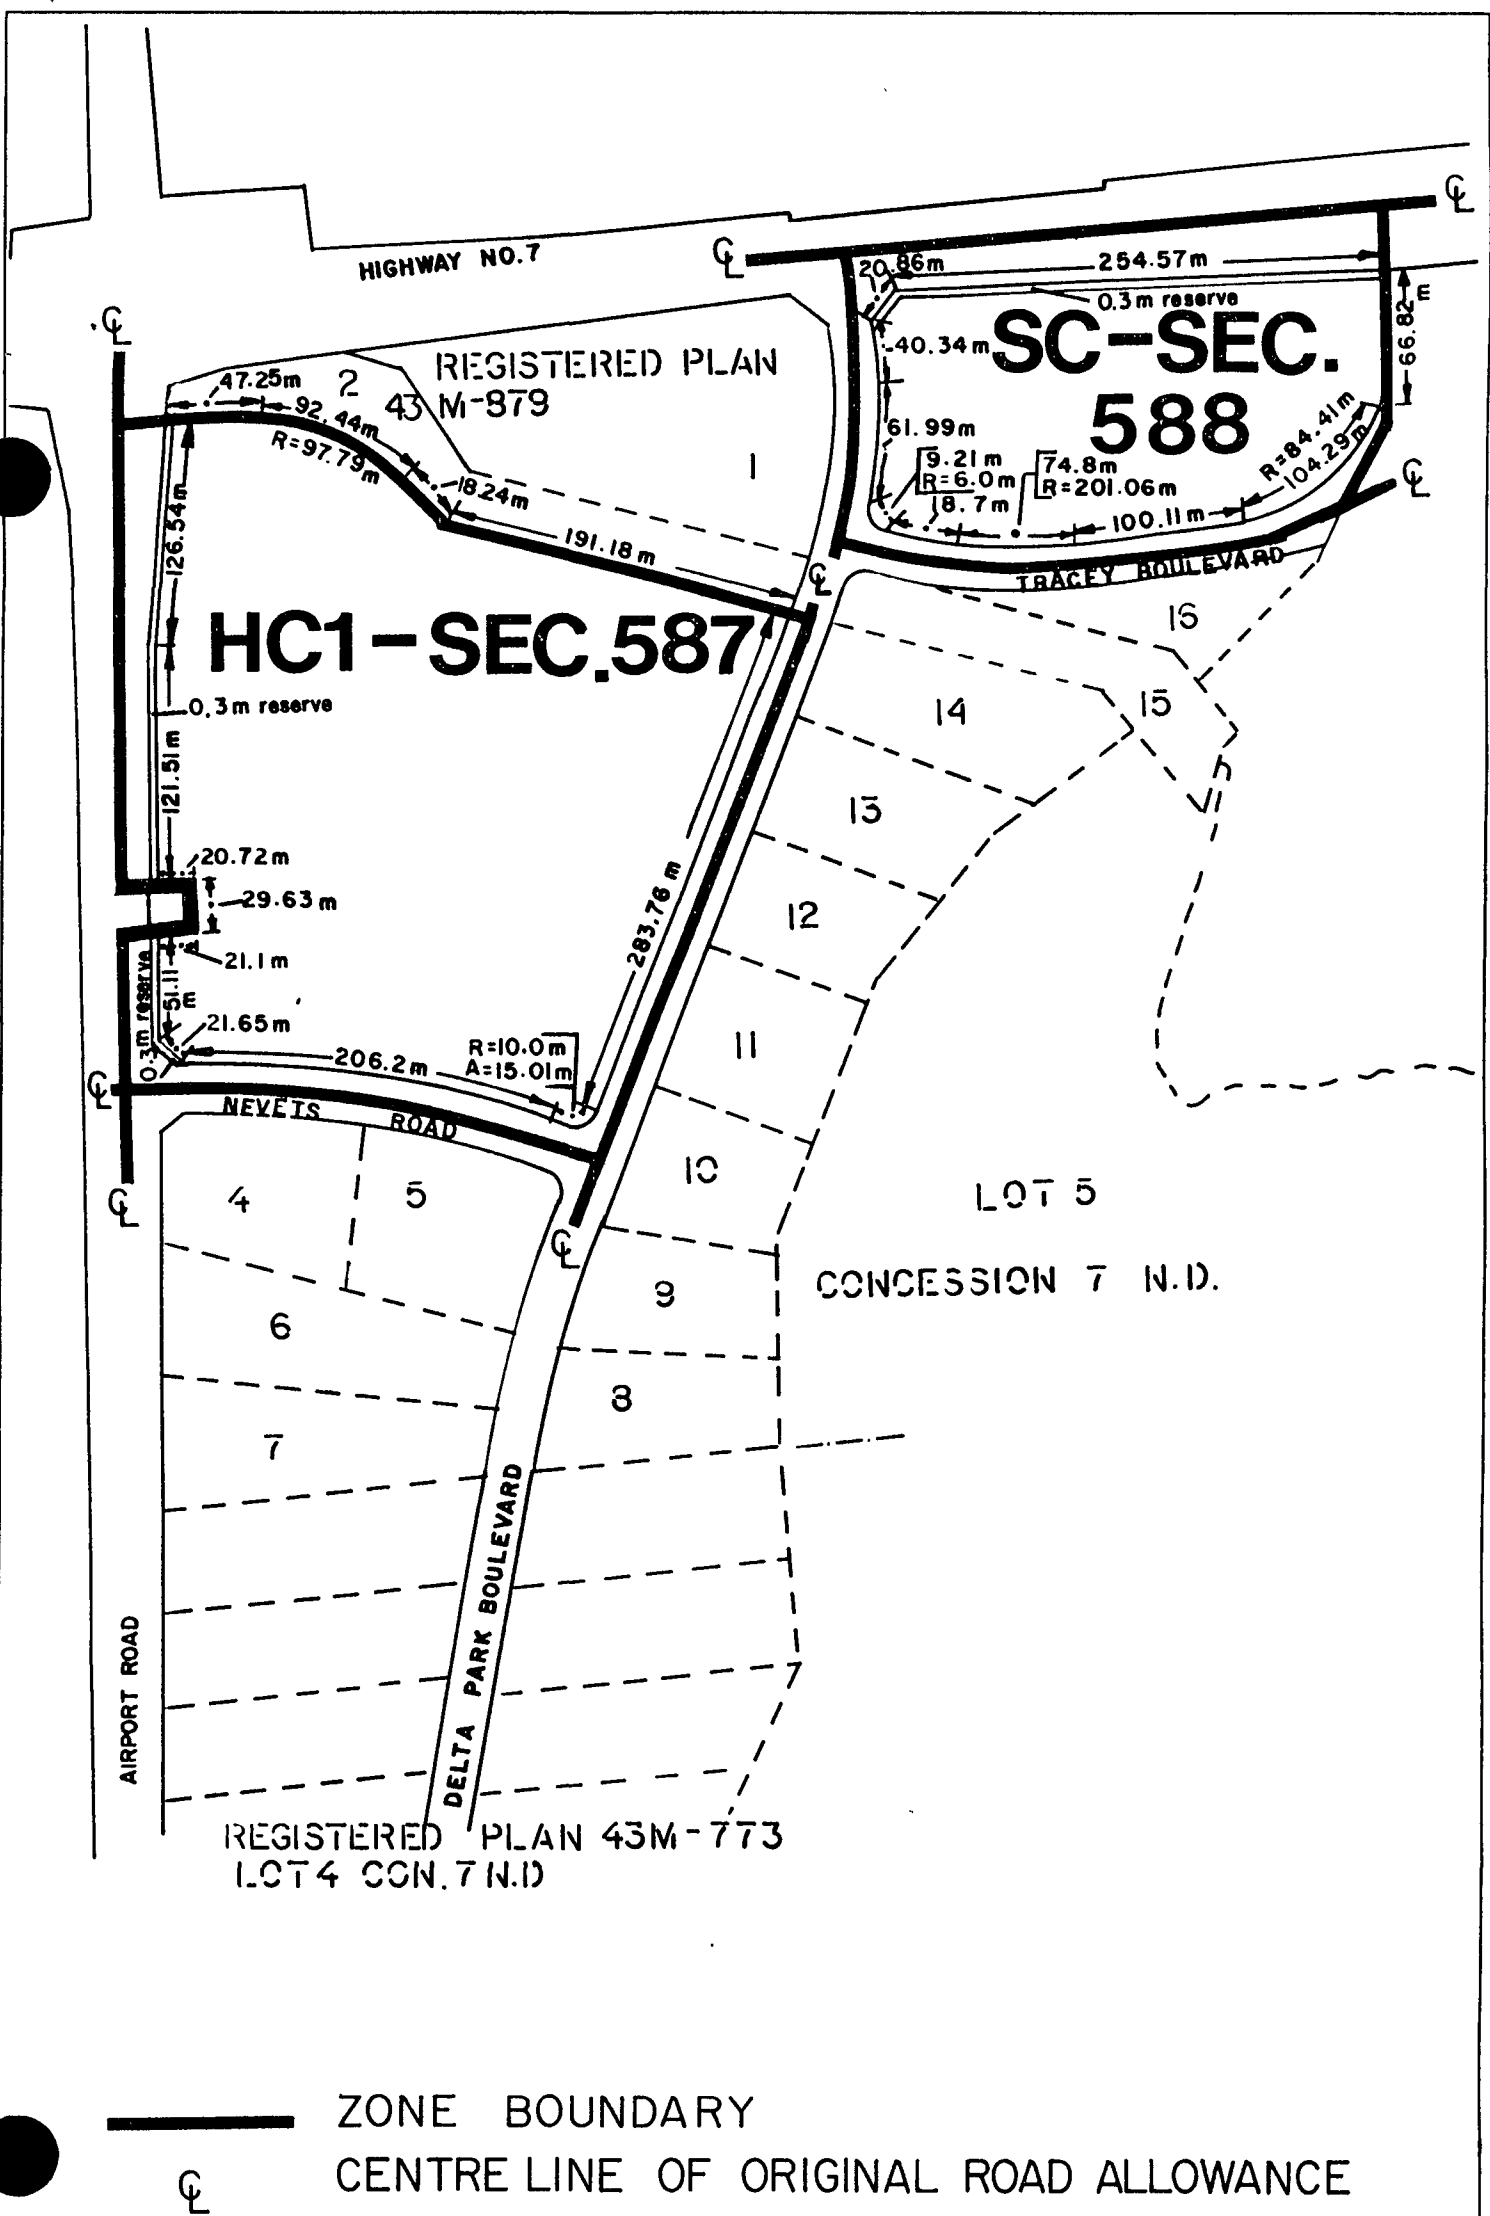 HIGHWAY NO.7
℄
℄
20.86m
254.57m
0.3m reserve
66.82 m
℄
SC-SEC.
588
40.34m
61.99m
9.21m
R=6.0m
18.7m
74.8m
R=201.06m
100.11m
R=84.41m
104.29m
℄
TRACEY BOULEVARD
℄
REGISTERED PLAN
43 M-879
2
1
47.25m
92.44m
R=97.79m
18.24m
191.18m
126.54m
HC1-SEC.587
0.3m reserve
121.51m
20.72m
29.63m
21.1m
0.3m reserve
51.11 m
21.65m
206.2m
R=10.0m
A=15.01m
283.76m
℄
NEVETS ROAD
℄
℄
16
15
14
13
12
11
10
9
8
4
5
6
7
LOT 5
CONCESSION 7 N.D.
AIRPORT ROAD
DELTA PARK BOULEVARD
REGISTERED PLAN 43M-773
LOT 4 CON. 7 N.D
ZONE BOUNDARY
℄ CENTRE LINE OF ORIGINAL ROAD ALLOWANCE